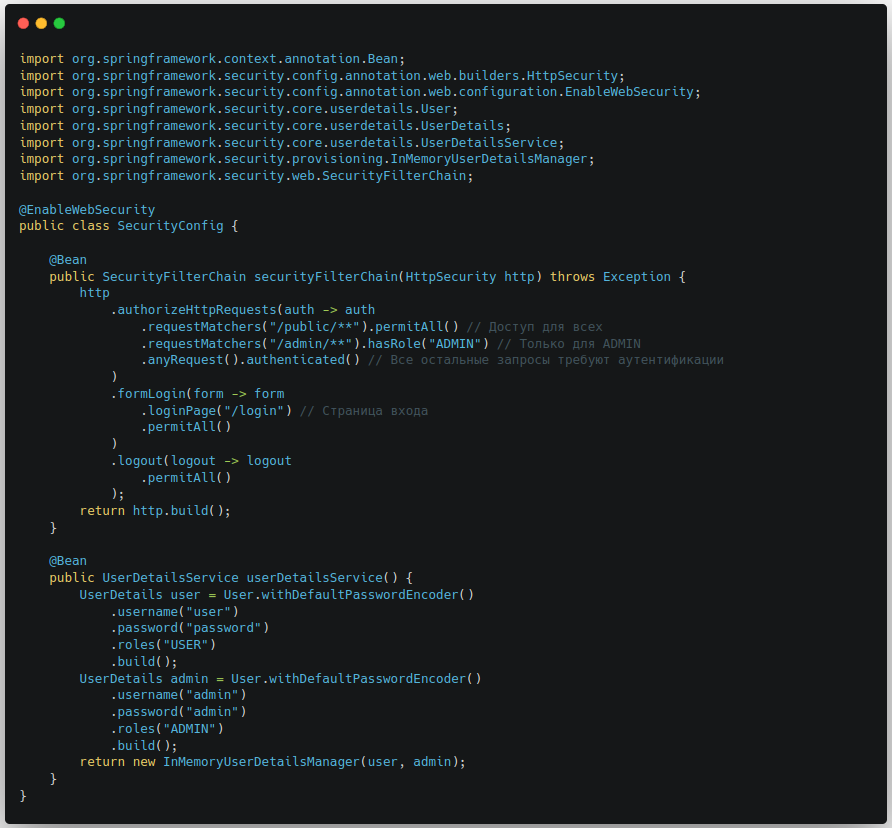 import org.springframework.context.annotation.Bean;
import org.springframework.security.config.annotation.web.builders.HttpSecurity;
import org.springframework.security.config.annotation.web.configuration.EnableWebSecurity;
import org.springframework.security.core.userdetails.User;
import org.springframework.security.core.userdetails.UserDetails;
import org.springframework.security.core.userdetails.UserDetailsService;
import org.springframework.security.provisioning.InMemoryUserDetailsManager;
import org.springframework.security.web.SecurityFilterChain;

@EnableWebSecurity
public class SecurityConfig {

    @Bean
    public SecurityFilterChain securityFilterChain(HttpSecurity http) throws Exception {
        http
            .authorizeHttpRequests(auth -> auth
                .requestMatchers("/public/**").permitAll() // Доступ для всех
                .requestMatchers("/admin/**").hasRole("ADMIN") // Только для ADMIN
                .anyRequest().authenticated() // Все остальные запросы требуют аутентификации
            )
            .formLogin(form -> form
                .loginPage("/login") // Страница входа
                .permitAll()
            )
            .logout(logout -> logout
                .permitAll()
            );
        return http.build();
    }

    @Bean
    public UserDetailsService userDetailsService() {
        UserDetails user = User.withDefaultPasswordEncoder()
            .username("user")
            .password("password")
            .roles("USER")
            .build();
        UserDetails admin = User.withDefaultPasswordEncoder()
            .username("admin")
            .password("admin")
            .roles("ADMIN")
            .build();
        return new InMemoryUserDetailsManager(user, admin);
    }
}